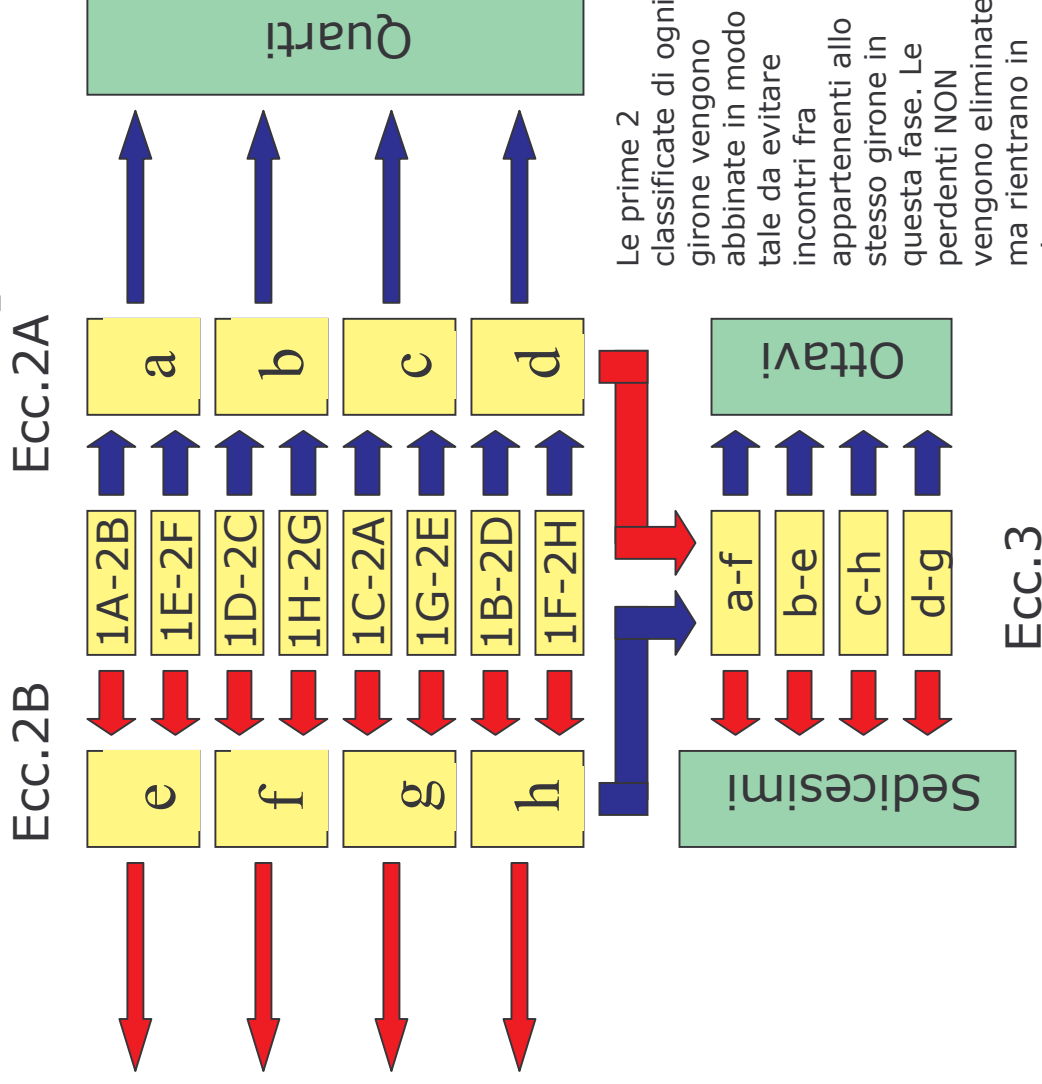 Quarti
Ecc.2A
a
b
c
d
Le prime 2
classificate di ogni
girone vengono
abbinate in modo
tale da evitare
incontri fra
appartenenti allo
stesso girone in
questa fase. Le
perdenti NON
vengono eliminate
ma rientrano in
1A-2B
1E-2F
1D-2C
1H-2G
1C-2A
1G-2E
1B-2D
1F-2H
Ottavi
a-f
b-e
c-h
d-g
Ecc.3
Ecc.2B
e
f
g
h
Sedicesimi